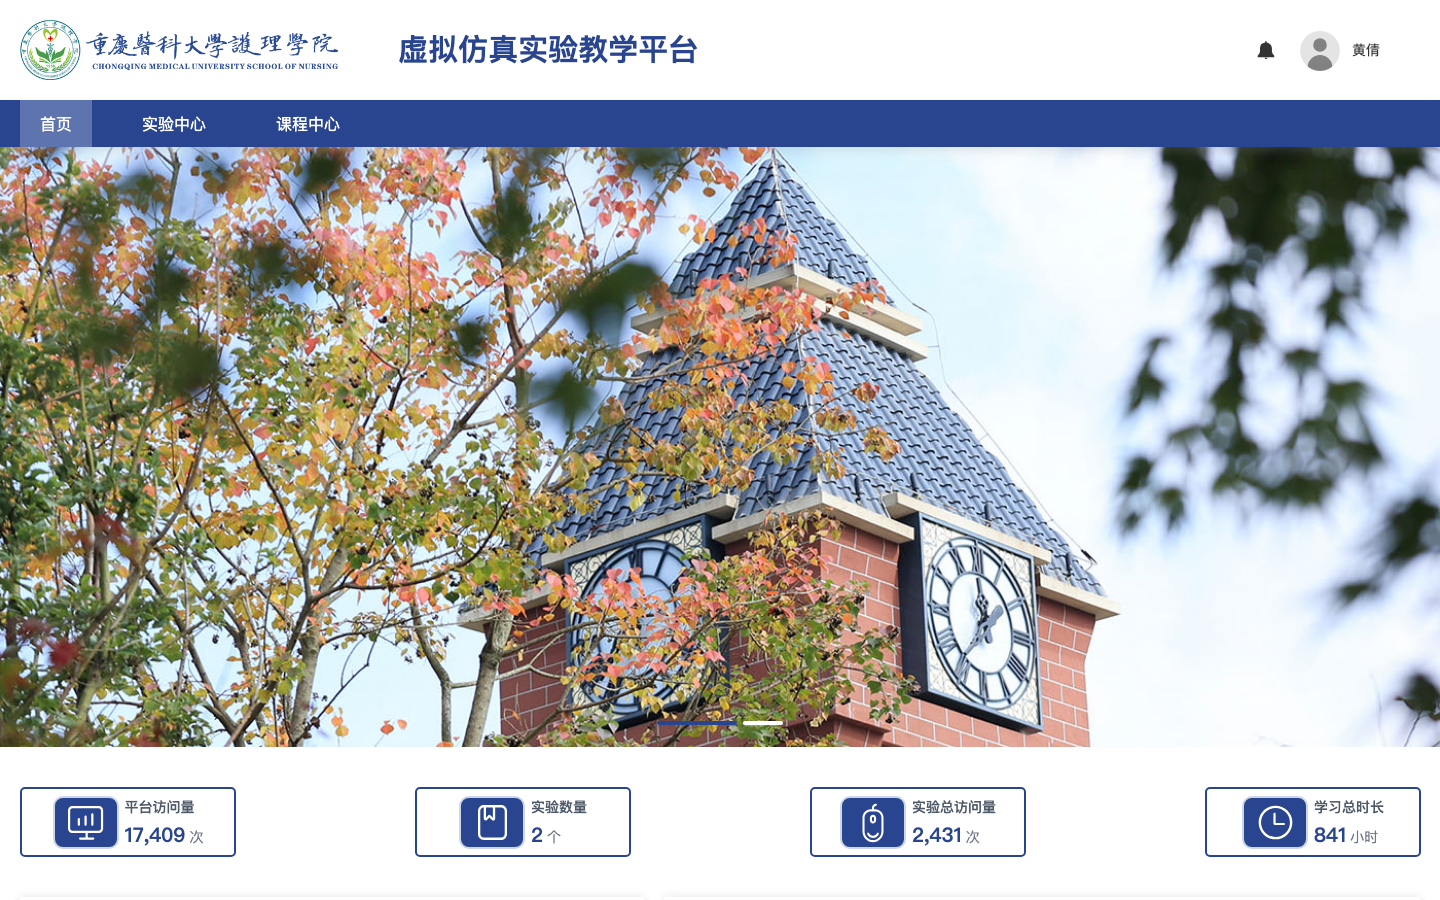 重慶醫科大學護理學院
CHONGQING MEDICAL UNIVERSITY SCHOOL OF NURSING
虚拟仿真实验教学平台
黄倩
首页
实验中心
课程中心
平台访问量
17,409 次
实验数量
2 个
实验总访问量
2,431 次
学习总时长
841 小时